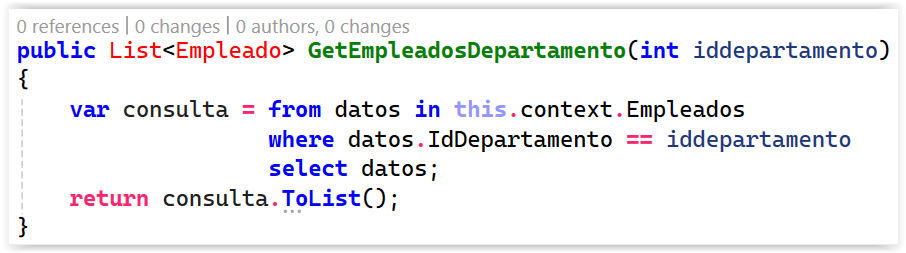 0 references | 0 changes | 0 authors, 0 changes
public List<Empleado> GetEmpleadosDepartamento(int iddepartamento)
{
    var consulta = from datos in this.context.Empleados
                   where datos.IdDepartamento == iddepartamento
                   select datos;
    return consulta.ToList();
}